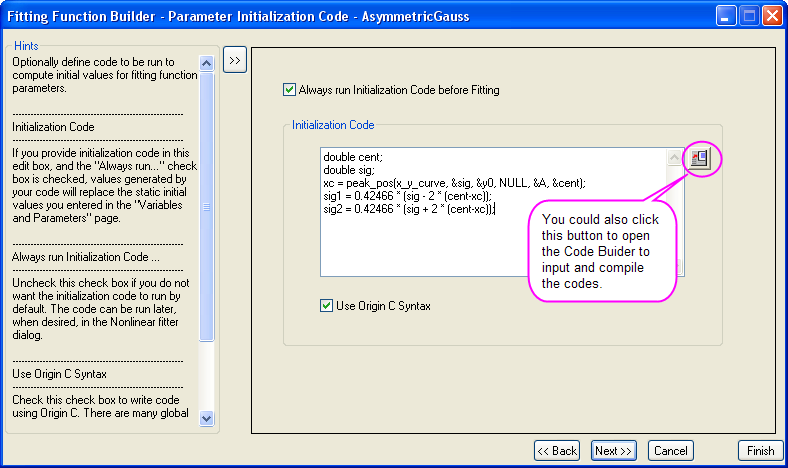 Fitting Function Builder - Parameter Initialization Code - AsymmetricGauss
Hints
Optionally define code to be run to
compute initial values for fitting function
parameters.
---------------------------------------------------------
Initialization Code
---------------------------------------------------------
If you provide initialization code in this
edit box, and the "Always run..." check
box is checked, values generated by
your code will replace the static initial
values you entered in the "Variables
and Parameters" page.
---------------------------------------------------------
Always run Initialization Code ...
---------------------------------------------------------
Uncheck this check box if you do not
want the initialization code to run by
default. The code can be run later,
when desired, in the Nonlinear fitter
dialog.
---------------------------------------------------------
Use Origin C Syntax
---------------------------------------------------------
Check this check box to write code
using Origin C. There are many global
>>
Always run Initialization Code before Fitting
Initialization Code
double cent;
double sig;
xc = peak_pos(x_y_curve, &sig, &y0, NULL, &A, &cent);
sig1 = 0.42466 * (sig - 2 * (cent-xc));
sig2 = 0.42466 * (sig + 2 * (cent-xc));
You could also click
this button to open
the Code Buider to
input and compile
the codes.
Use Origin C Syntax
<< Back
Next >>
Cancel
Finish